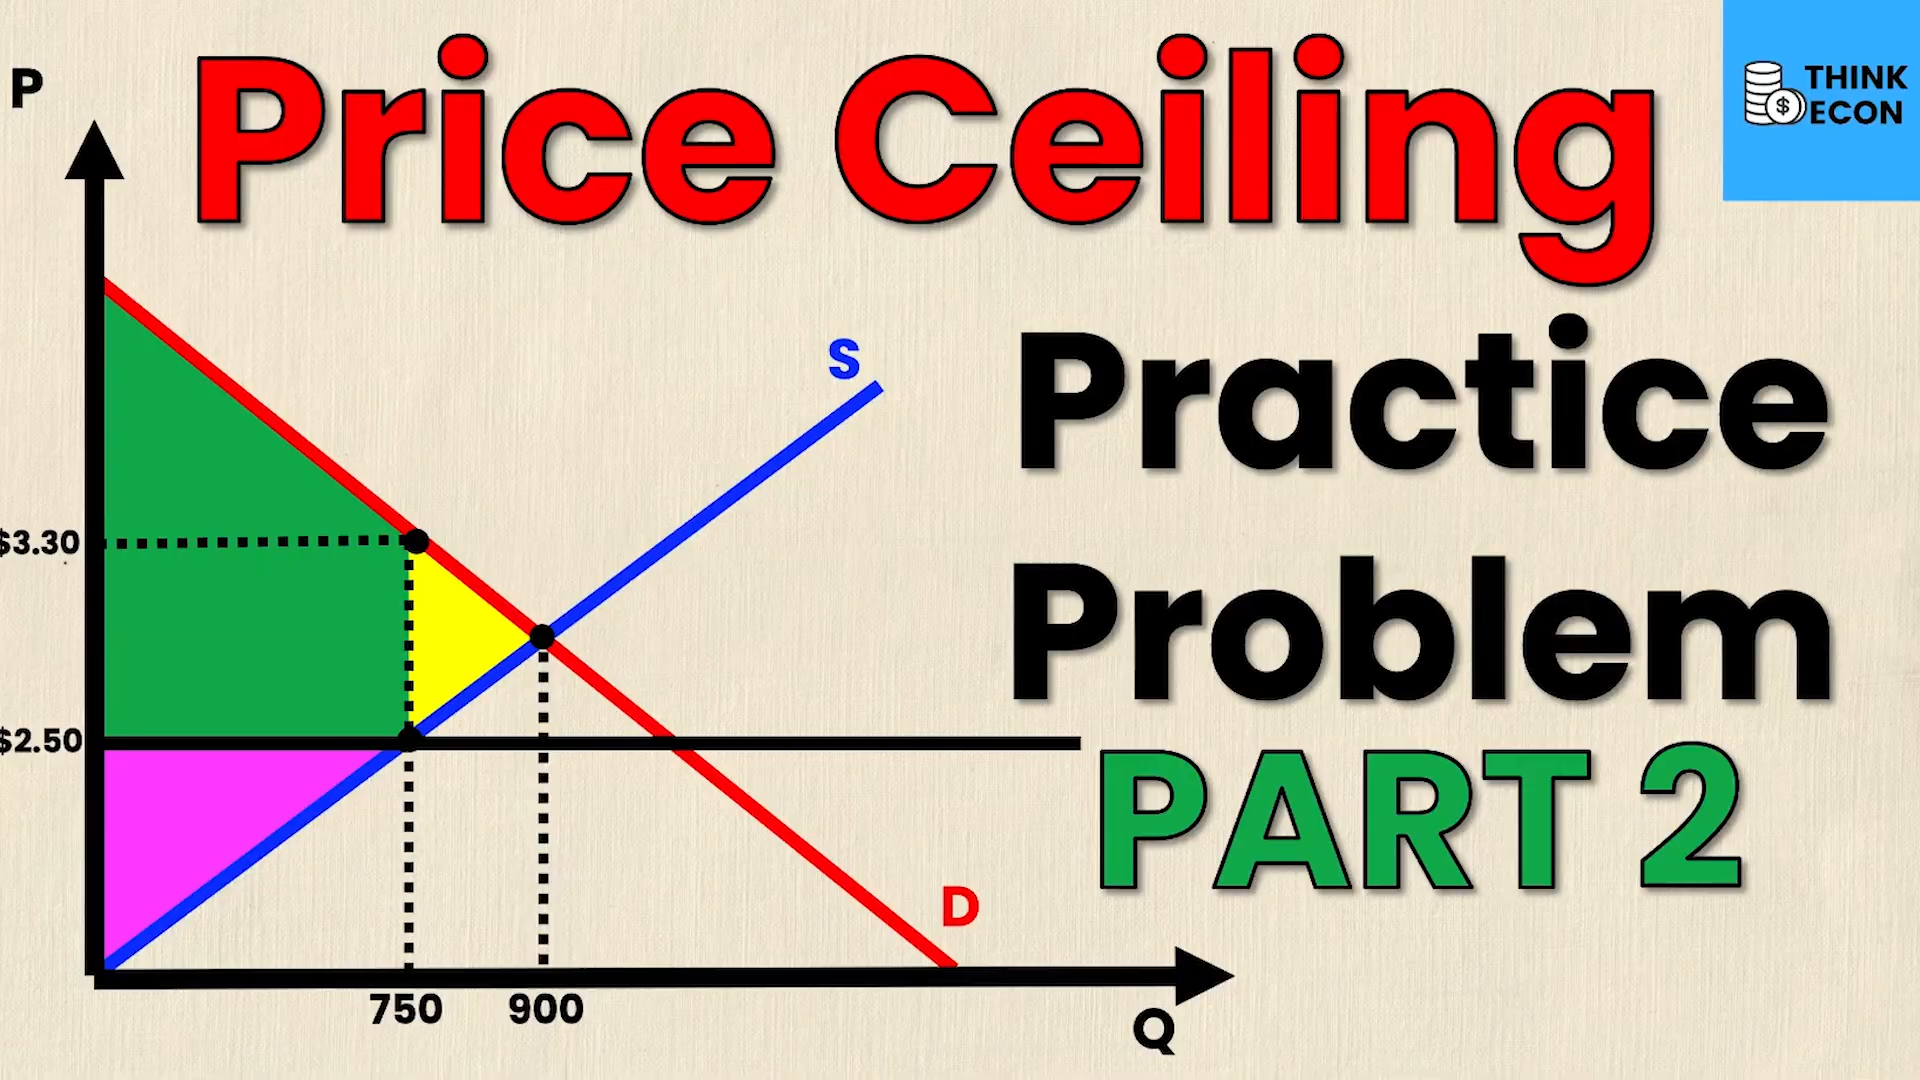 Price Ceiling
THINK
ECON
$
P
Practice
S
$3.30
Problem
$2.50
PART 2
D
750
900
Q